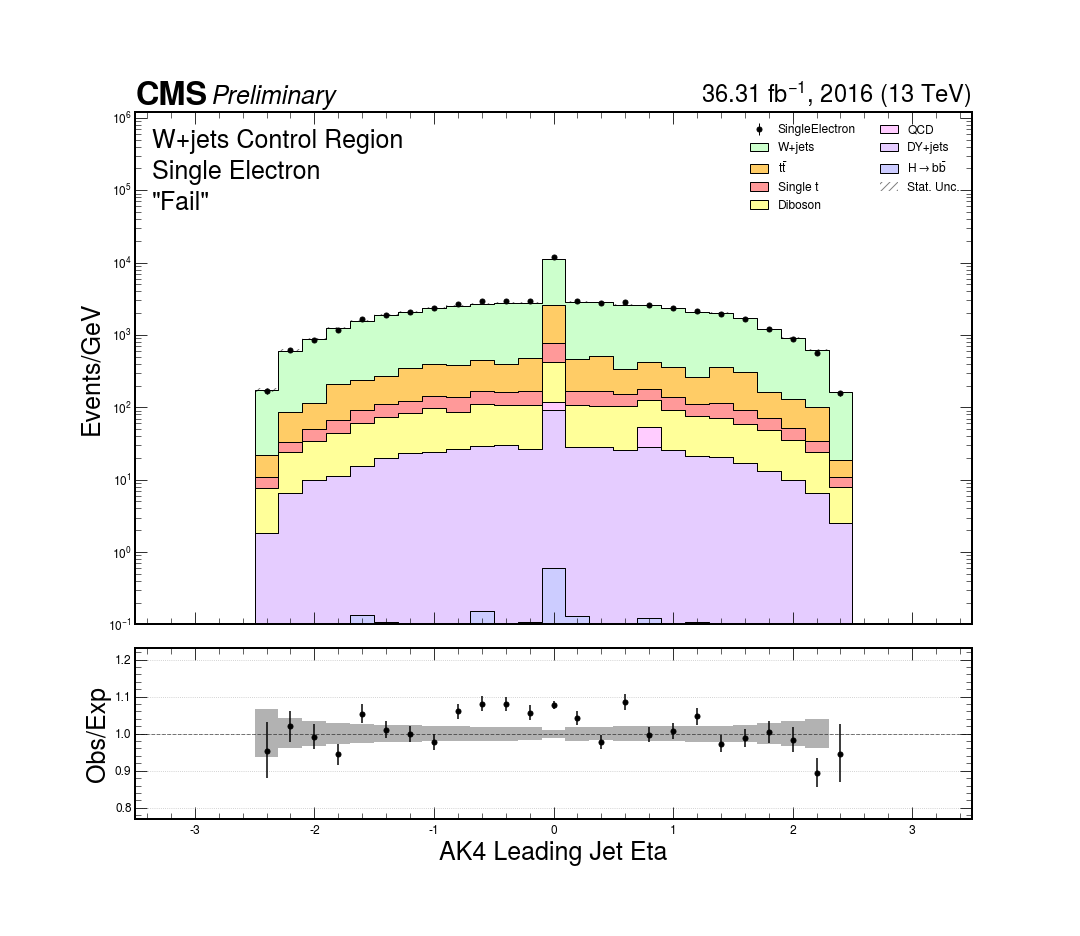 CMS Preliminary
36.31 fb⁻¹, 2016 (13 TeV)
W+jets Control Region
Single Electron
"Fail"
SingleElectron
W+jets
tt̄
Single t
Diboson
QCD
DY+jets
H→bb̄
Stat. Unc.
Events/GeV
10⁶
10⁵
10⁴
10³
10²
10¹
10⁰
10⁻¹
Obs/Exp
1.2
1.1
1.0
0.9
0.8
-3 -2 -1 0 1 2 3
AK4 Leading Jet Eta